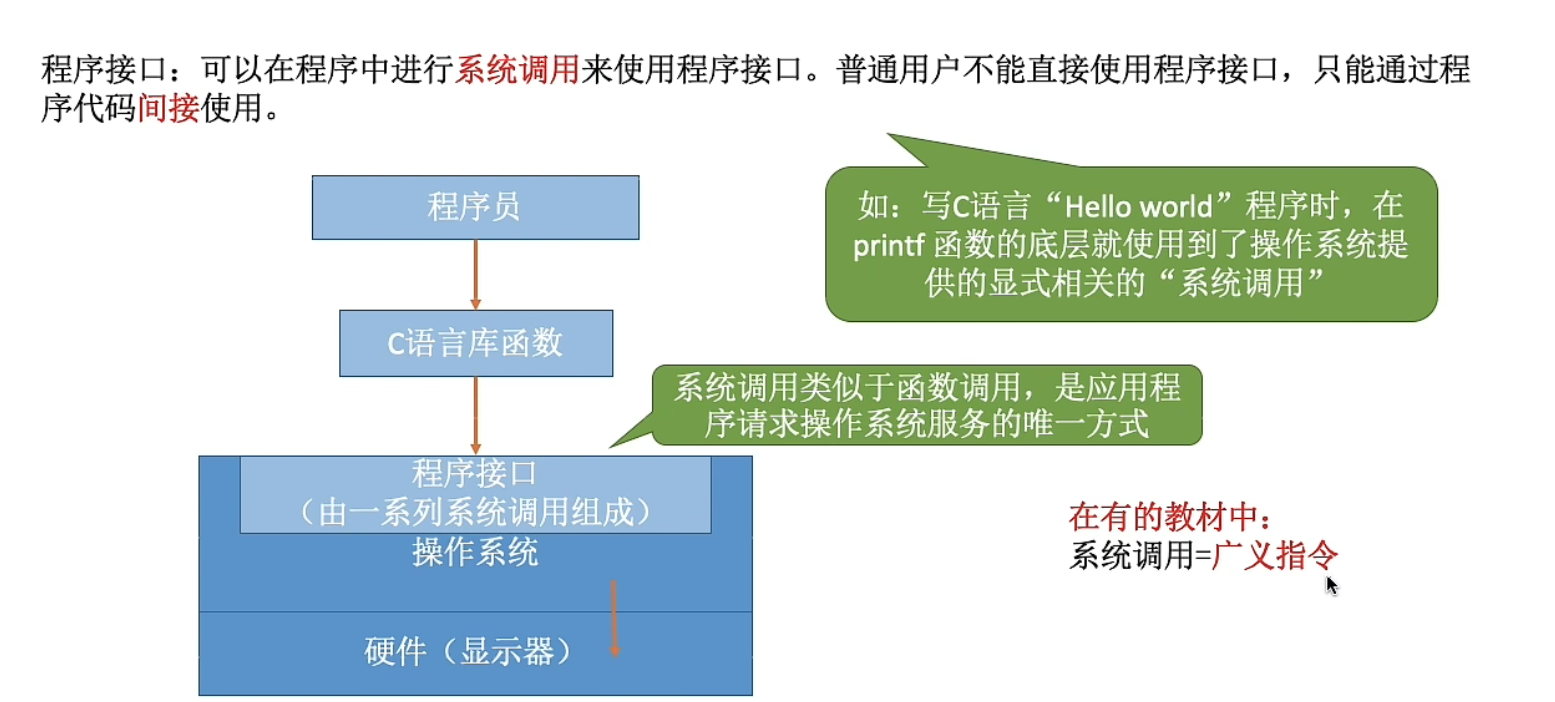 程序接口：可以在程序中进行系统调用来使用程序接口。普通用户不能直接使用程序接口，只能通过程
序代码间接使用。
程序员
如：写C语言“Hello world”程序时，在
printf 函数的底层就使用到了操作系统提
供的显式相关的“系统调用”
C语言库函数
系统调用类似于函数调用，是应用程
序请求操作系统服务的唯一方式
程序接口
（由一系列系统调用组成）
操作系统
在有的教材中：
系统调用=广义指令
硬件（显示器）